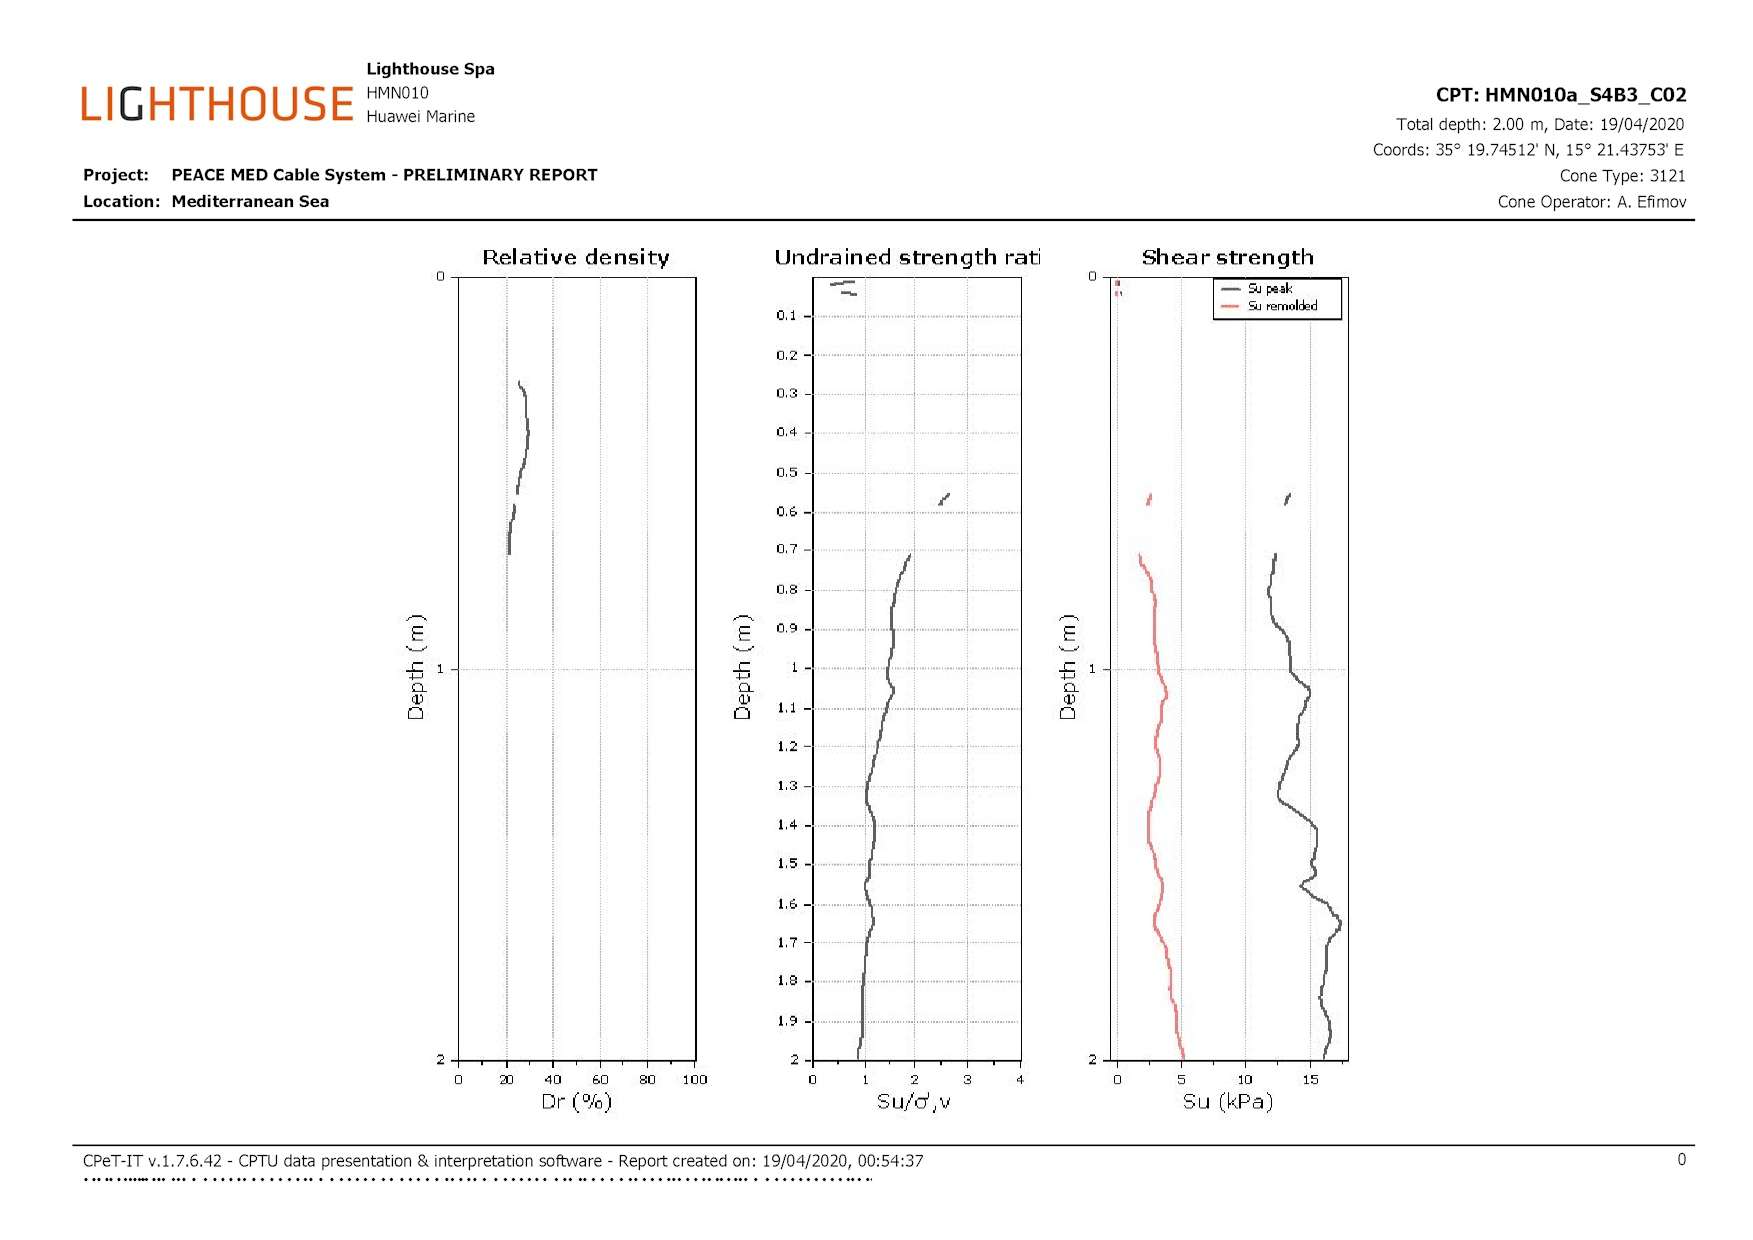 LIGHTHOUSE
Lighthouse Spa
HMN010
Huawei Marine
CPT: HMN010a_S4B3_C02
Total depth: 2.00 m, Date: 19/04/2020
Coords: 35° 19.74512' N, 15° 21.43753' E
Cone Type: 3121
Cone Operator: A. Efimov
Project: PEACE MED Cable System - PRELIMINARY REPORT
Location: Mediterranean Sea
Relative density
0
1
2
Depth (m)
0 20 40 60 80 100
Dr (%)
Undrained strength rati
0.1
0.2
0.3
0.4
0.5
0.6
0.7
0.8
0.9
1
1.1
1.2
1.3
1.4
1.5
1.6
1.7
1.8
1.9
2
Depth (m)
0 1 2 3 4
Su/σ',v
Shear strength
Su peak
Su remolded
0
1
2
Depth (m)
0 5 10 15
Su (kPa)
CPeT-IT v.1.7.6.42 - CPTU data presentation & interpretation software - Report created on: 19/04/2020, 00:54:37
0